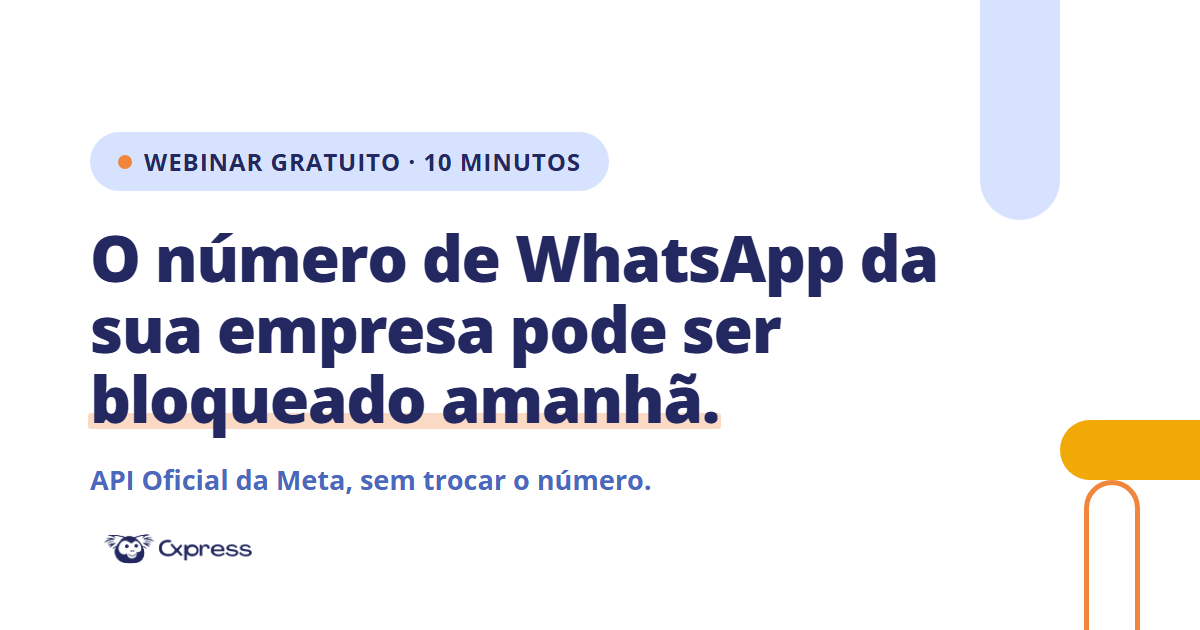 WEBINAR GRATUITO · 10 MINUTOS
O número de WhatsApp da
sua empresa pode ser
bloqueado amanhã.
API Oficial da Meta, sem trocar o número.
Cxpress